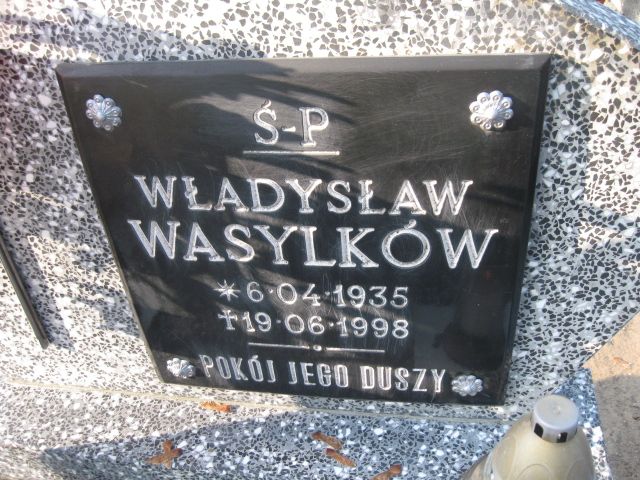 Ś-P
WŁADYSŁAW
WASYLKÓW
* 6·04·1935
† 19·06·1998
POKÓJ JEGO DUSZY